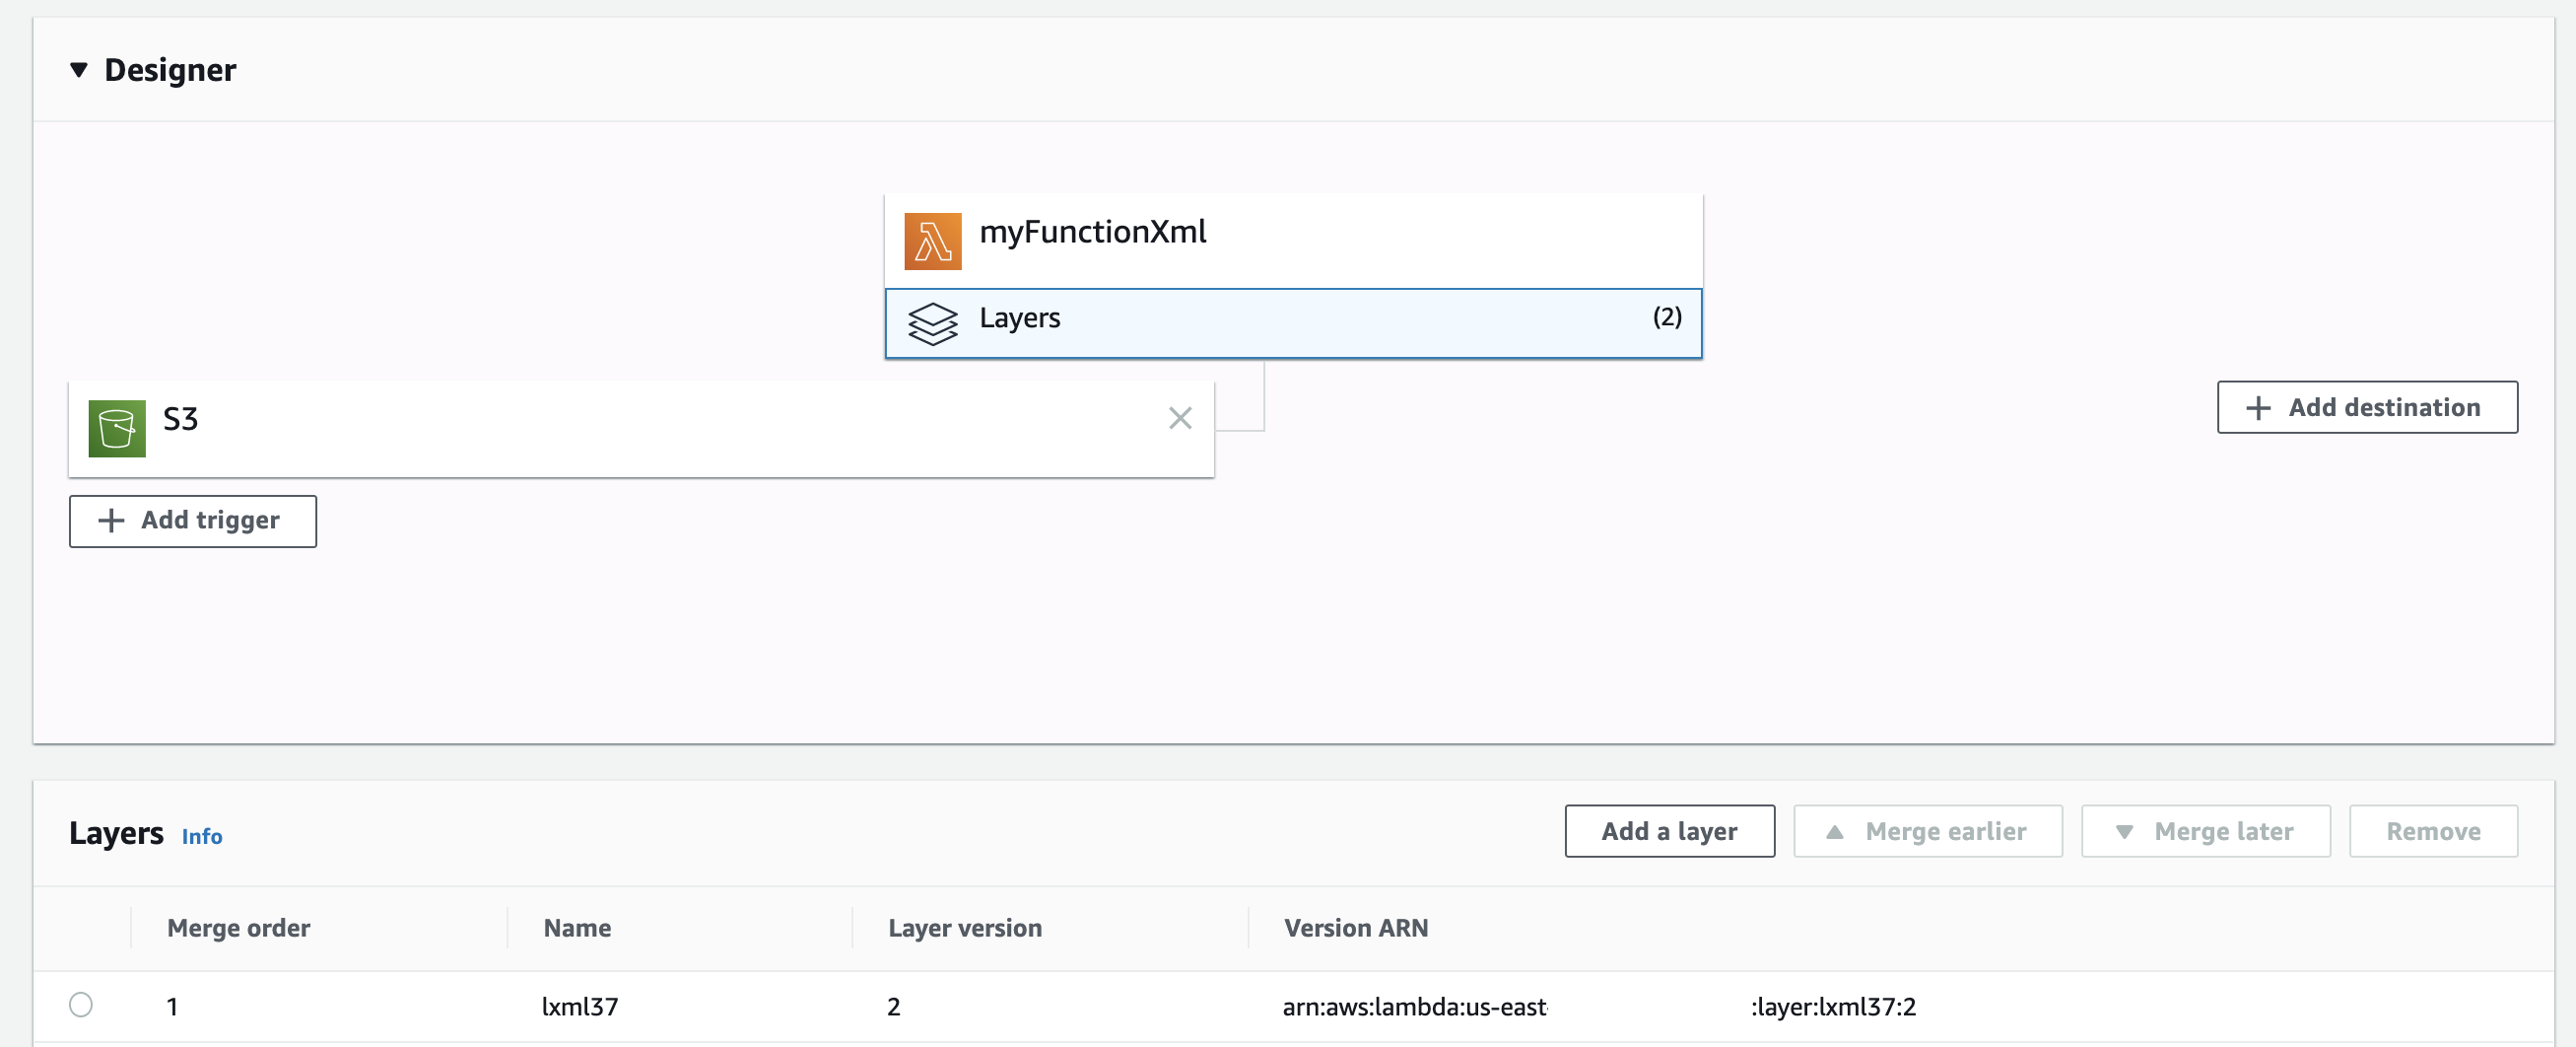 Designer
myFunctionXml
Layers (2)
S3
Add destination
Add trigger
Layers Info
Add a layer Merge earlier Merge later Remove
Merge order Name Layer version Version ARN
1 lxml37 2 arn:aws:lambda:us-east :layer:lxml37:2